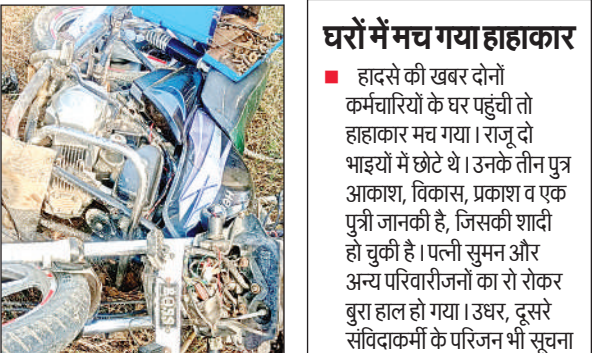 घरों में मच गया हाहाकार
हादसे की खबर दोनों
कर्मचारियों के घर पहुंची तो
हाहाकार मच गया। राजू दो
भाइयों में छोटे थे। उनके तीन पुत्र
आकाश, विकास, प्रकाश व एक
पुत्री जानकी है, जिसकी शादी
हो चुकी है। पत्नी सुमन और
अन्य परिवारीजनों का रो रोकर
बुरा हाल हो गया। उधर, दूसरे
संविदाकर्मी के परिजन भी सूचना